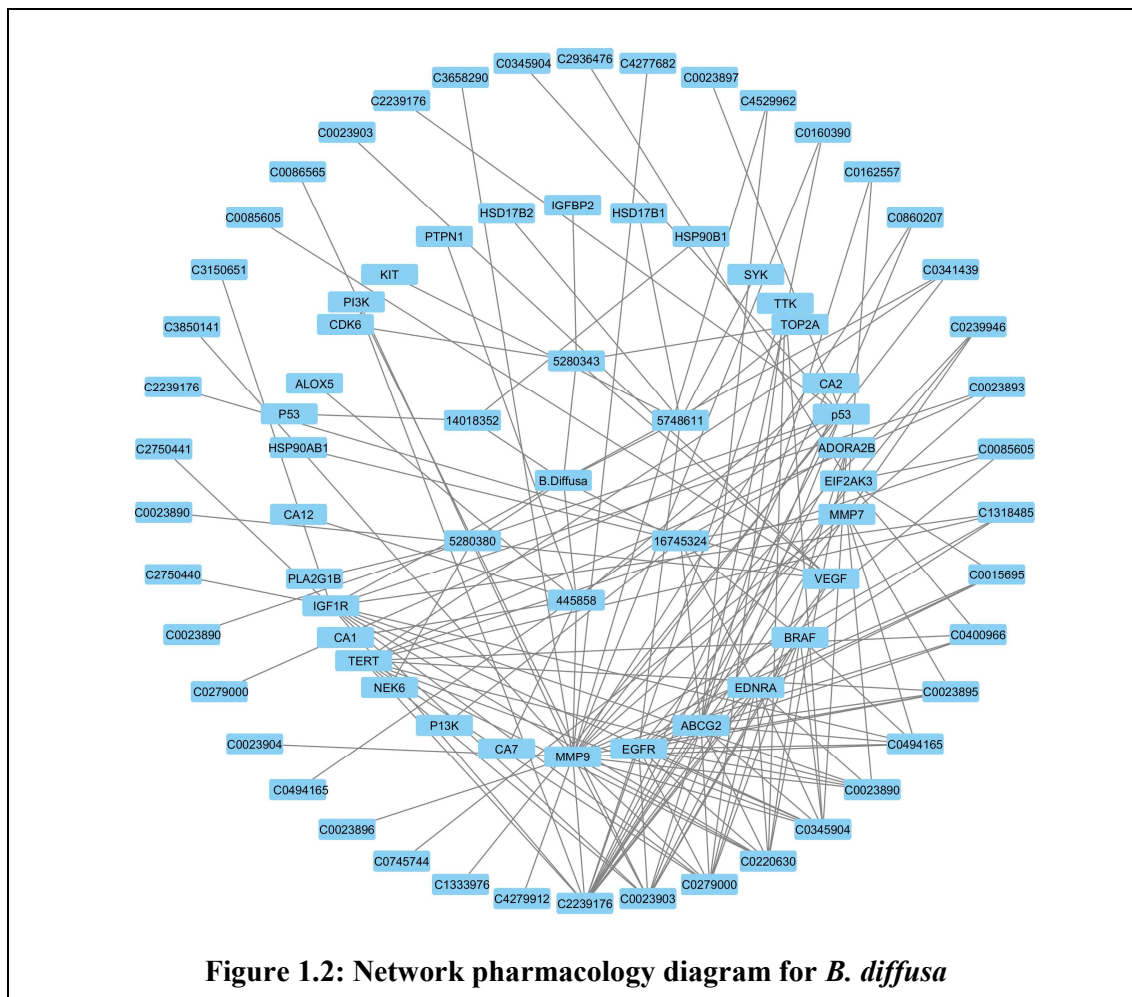 C2936476
C0345904
C4277682
C3658290
C0023897
C2239176
C4529962
C0023903
C0160390
C0086565
C0162557
C0085605
IGFBP2
HSD17B2
HSD17B1
C0860207
PTPN1
HSP90B1
C3150651
KIT
SYK
C0341439
PI3K
TTK
C3850141
CDK6
TOP2A
C0239946
5280343
C2239176
ALOX5
CA2
C0023893
P53
14018352
5748611
p53
C2750441
HSP90AB1
ADORA2B
C0085605
B.Diffusa
EIF2AK3
C0023890
CA12
MMP7
C1318485
5280380
16745324
C2750440
PLA2G1B
VEGF
C0015695
IGF1R
445858
C0023890
CA1
BRAF
C0400966
TERT
C0279000
NEK6
EDNRA
C0023895
P13K
ABCG2
C0023904
CA7
MMP9
EGFR
C0494165
C0494165
C0023890
C0023896
C0345904
C0745744
C0220630
C1333976
C0279000
C4279912
C2239176
C0023903
Figure 1.2: Network pharmacology diagram for B. diffusa